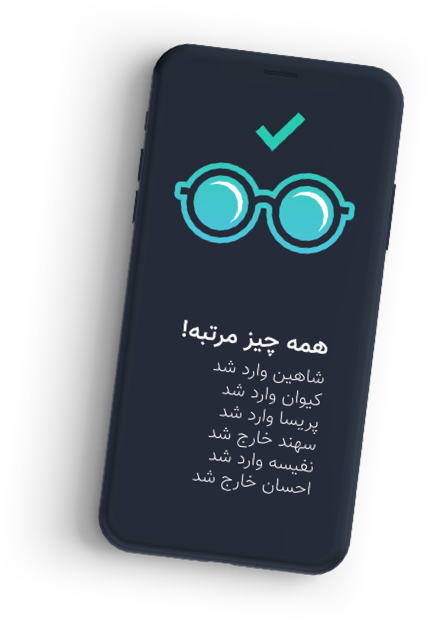 همه چیز مرتبه!
شاهین وارد شد
کیوان وارد شد
پریسا وارد شد
سهند خارج شد
نفیسه وارد شد
احسان خارج شد